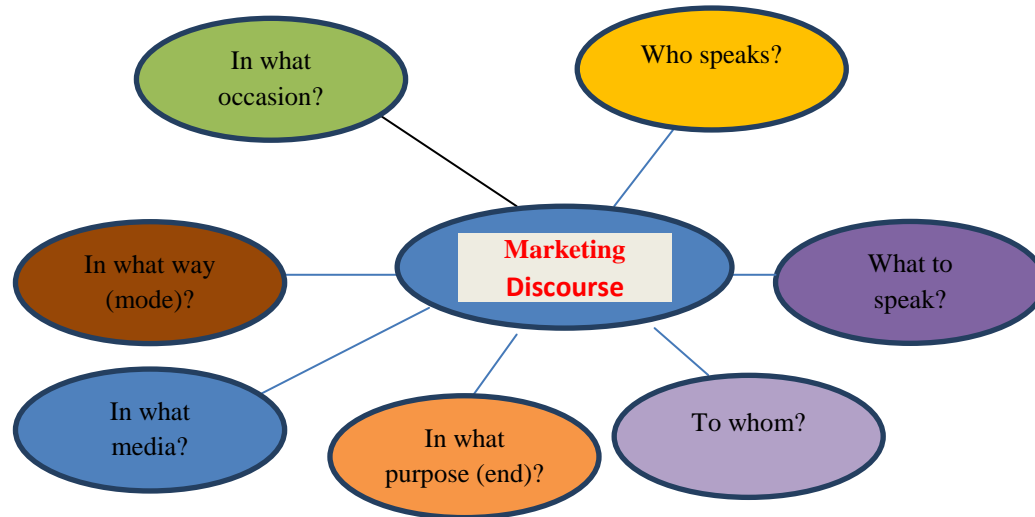 In what
occasion?
Who speaks?
Marketing
Discourse
In what way
(mode)?
What to
speak?
In what
media?
In what
purpose (end)?
To whom?